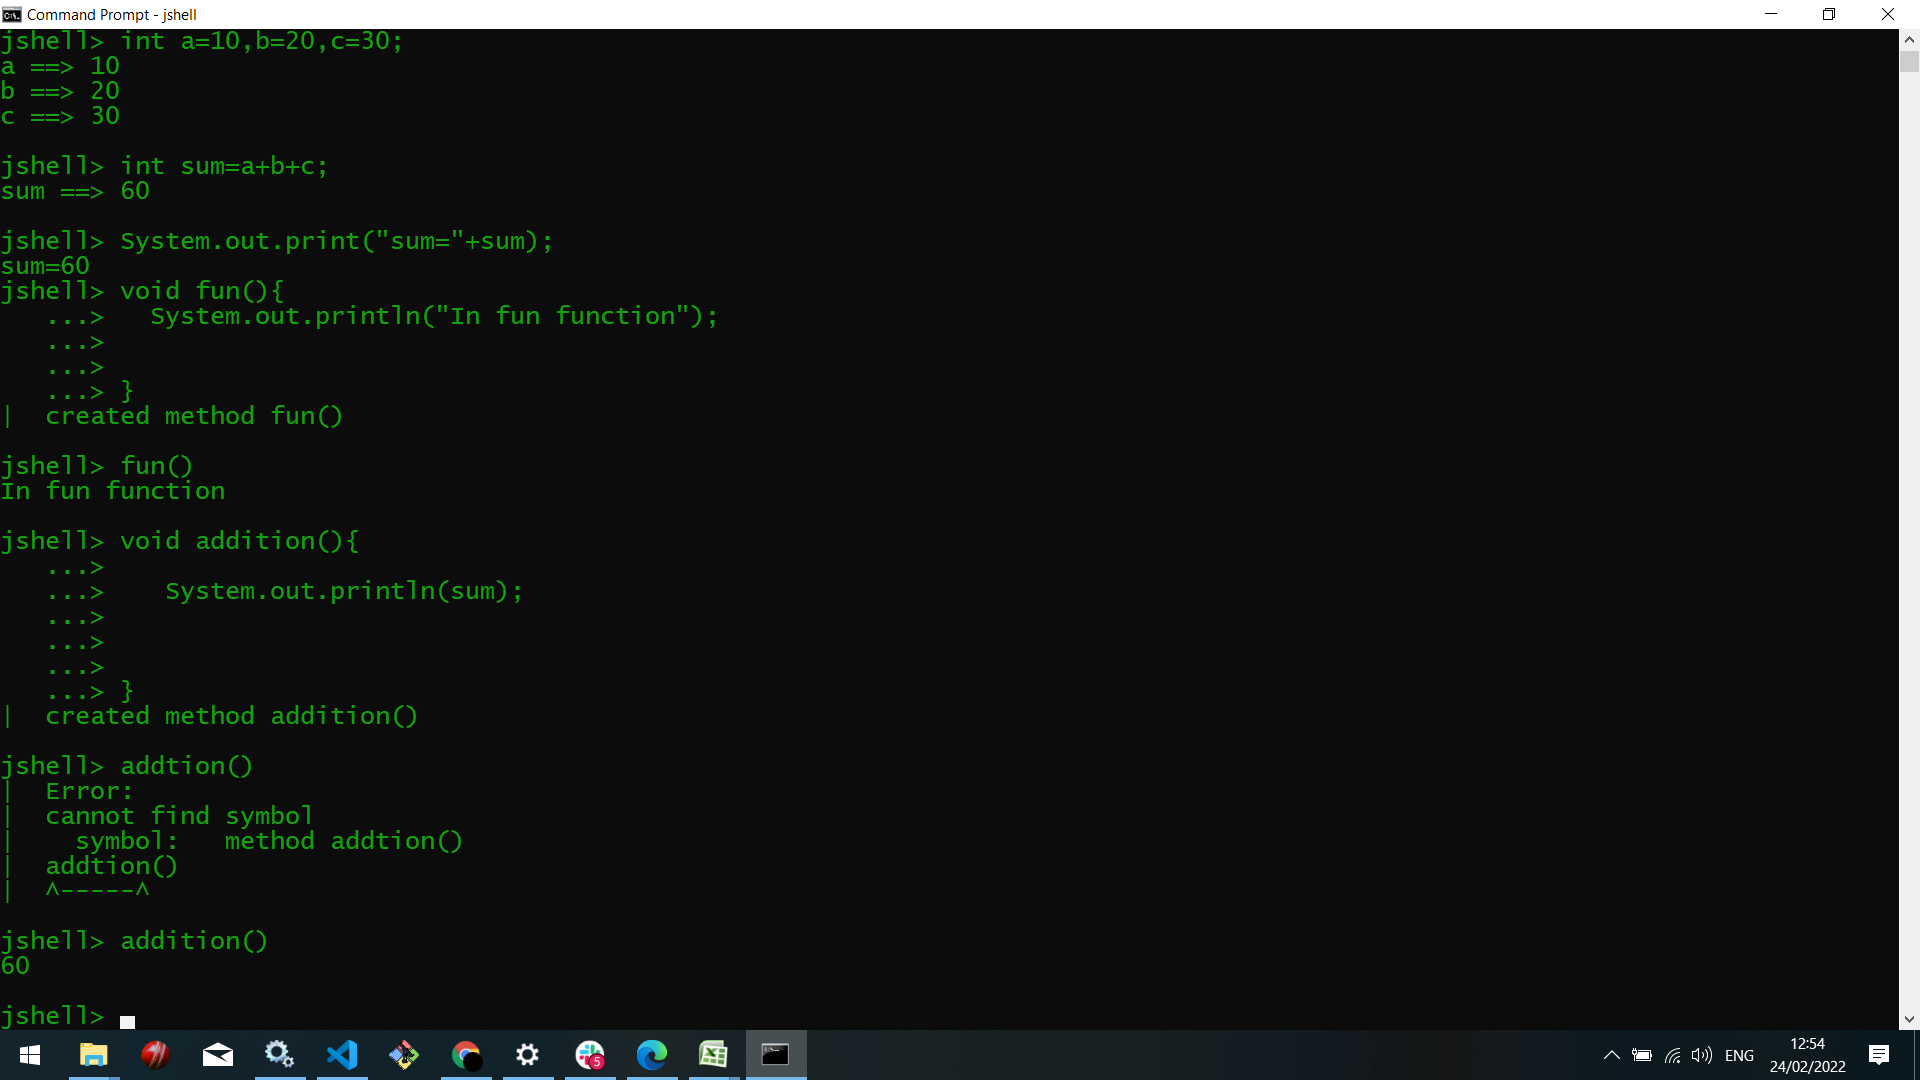 Command Prompt - jshell
jshell> int a=10,b=20,c=30;
a ==> 10
b ==> 20
c ==> 30
jshell> int sum=a+b+c;
sum ==> 60
jshell> System.out.print("sum="+sum);
sum=60
jshell> void fun(){
   ...>   System.out.println("In fun function");
   ...>
   ...>
   ...> }
|  created method fun()
jshell> fun()
In fun function
jshell> void addition(){
   ...>
   ...>    System.out.println(sum);
   ...>
   ...>
   ...>
   ...> }
|  created method addition()
jshell> addtion()
|  Error:
|  cannot find symbol
|    symbol:   method addtion()
|  addtion()
|  ^-----^
jshell> addition()
60
jshell>
5
ENG
12:54
24/02/2022